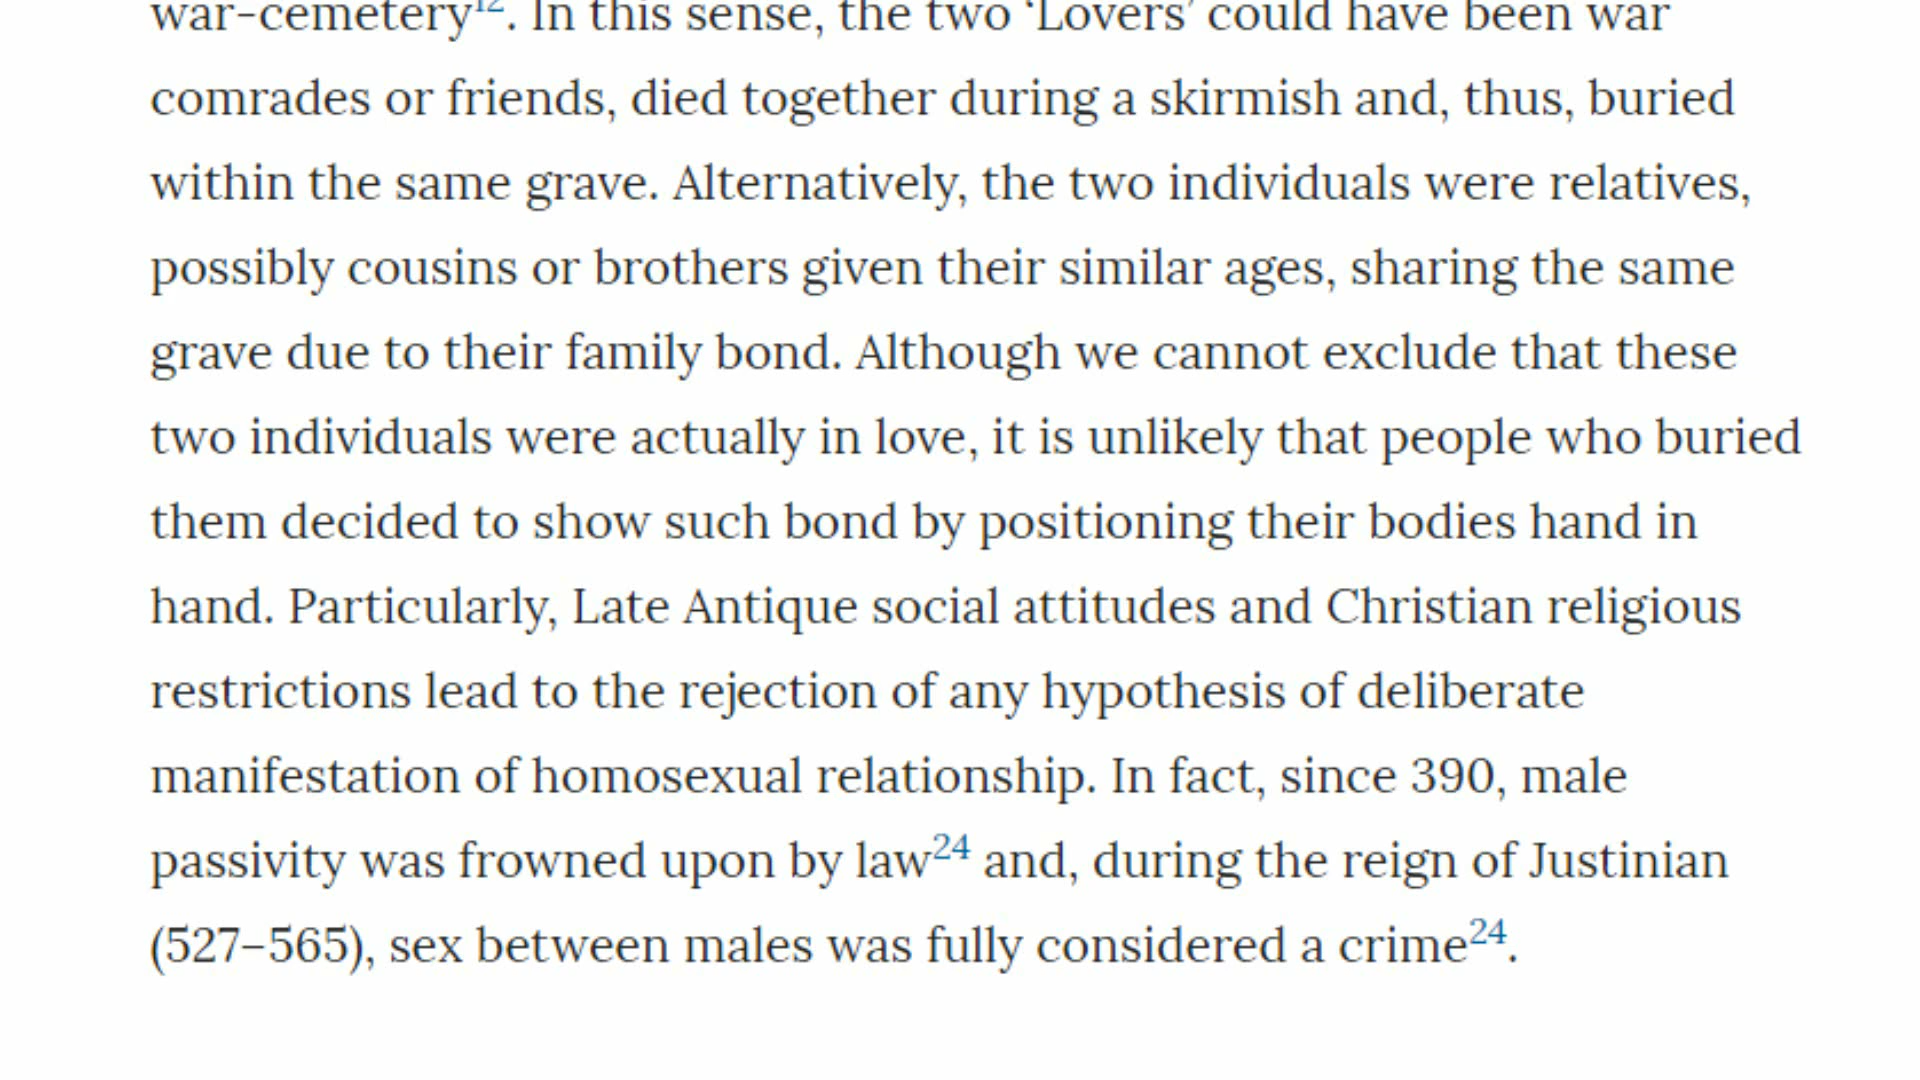 war-cemetery12. In this sense, the two ‘Lovers’ could have been war
comrades or friends, died together during a skirmish and, thus, buried
within the same grave. Alternatively, the two individuals were relatives,
possibly cousins or brothers given their similar ages, sharing the same
grave due to their family bond. Although we cannot exclude that these
two individuals were actually in love, it is unlikely that people who buried
them decided to show such bond by positioning their bodies hand in
hand. Particularly, Late Antique social attitudes and Christian religious
restrictions lead to the rejection of any hypothesis of deliberate
manifestation of homosexual relationship. In fact, since 390, male
passivity was frowned upon by law24 and, during the reign of Justinian
(527–565), sex between males was fully considered a crime24.